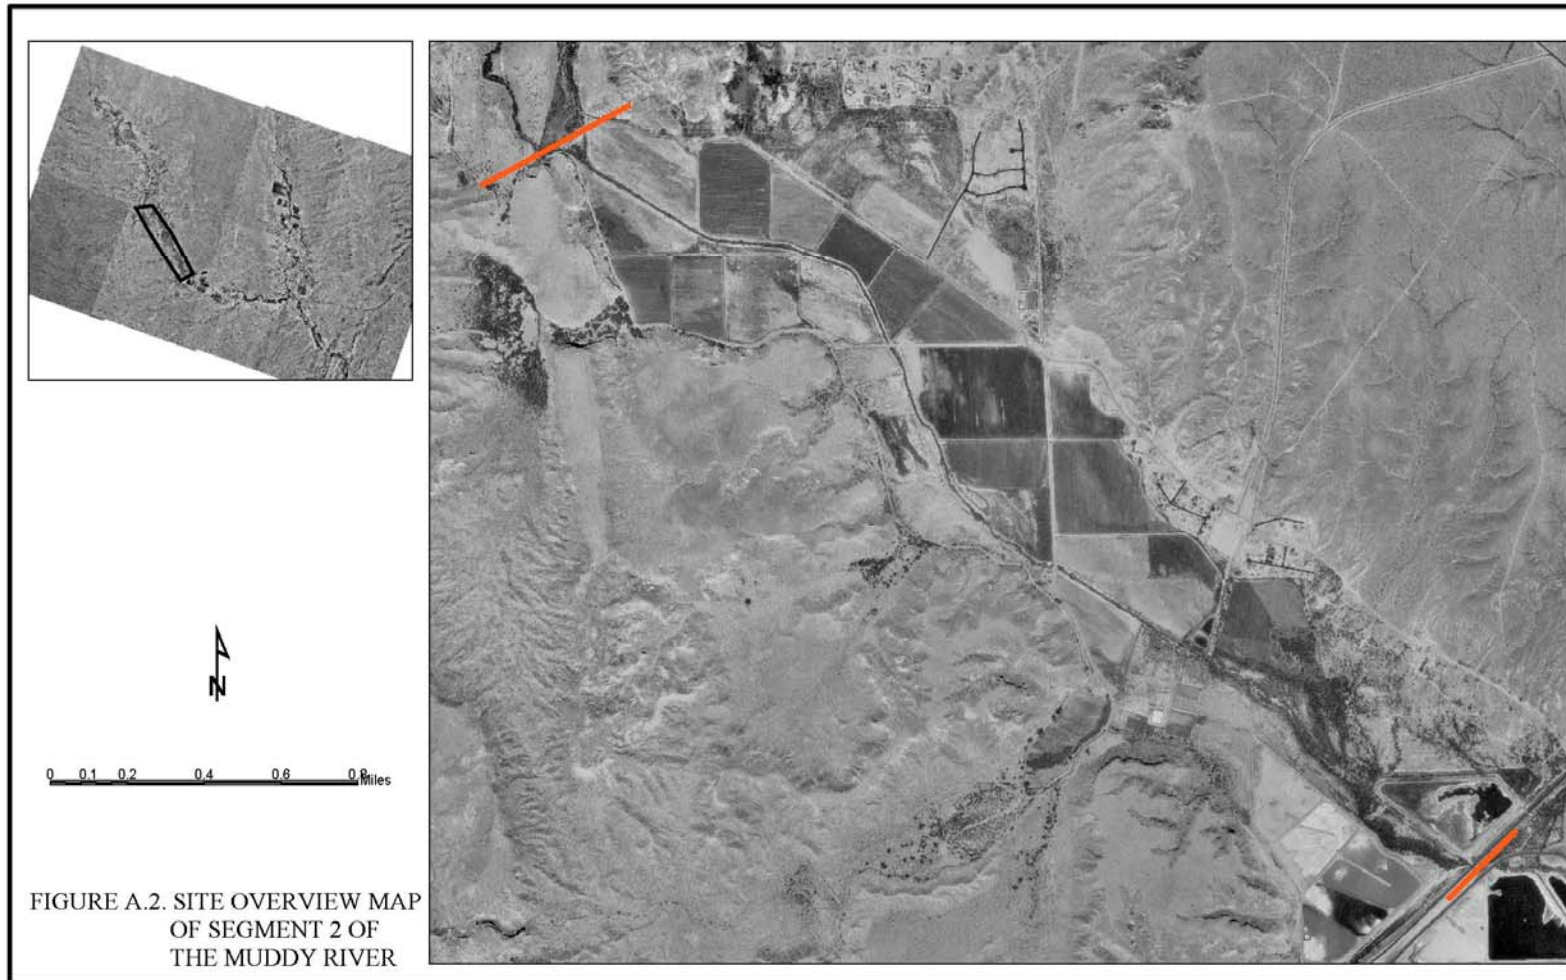 N
0 0.1 0.2 0.4 0.6 0.8 Miles
FIGURE A.2. SITE OVERVIEW MAP
OF SEGMENT 2 OF
THE MUDDY RIVER